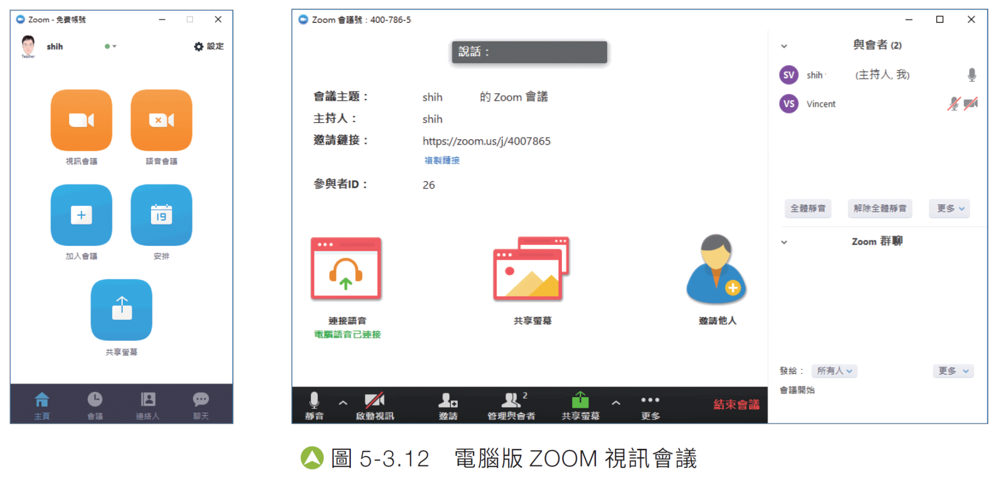 Zoom - 免費帳號
Teacher
shih
設定
視訊會議
語音會議
加入會議
19
安排
共享螢幕
主頁
會議
連絡人
聊天
Zoom 會議號：400-786-5
說話：
會議主題： shih 的 Zoom 會議
主持人： shih
邀請鏈接： https://zoom.us/j/4007865
複製鏈接
參與者ID： 26
連接語音
電腦語音已連接
共享螢幕
邀請他人
靜音
啟動視訊
邀請
2
管理與會者
共享螢幕
更多
結束會議
與會者 (2)
SV shih (主持人, 我)
VS Vincent
全體靜音 解除全體靜音 更多
Zoom 群聊
發給： 所有人 更多
會議開始
圖 5-3.12 電腦版 ZOOM 視訊會議